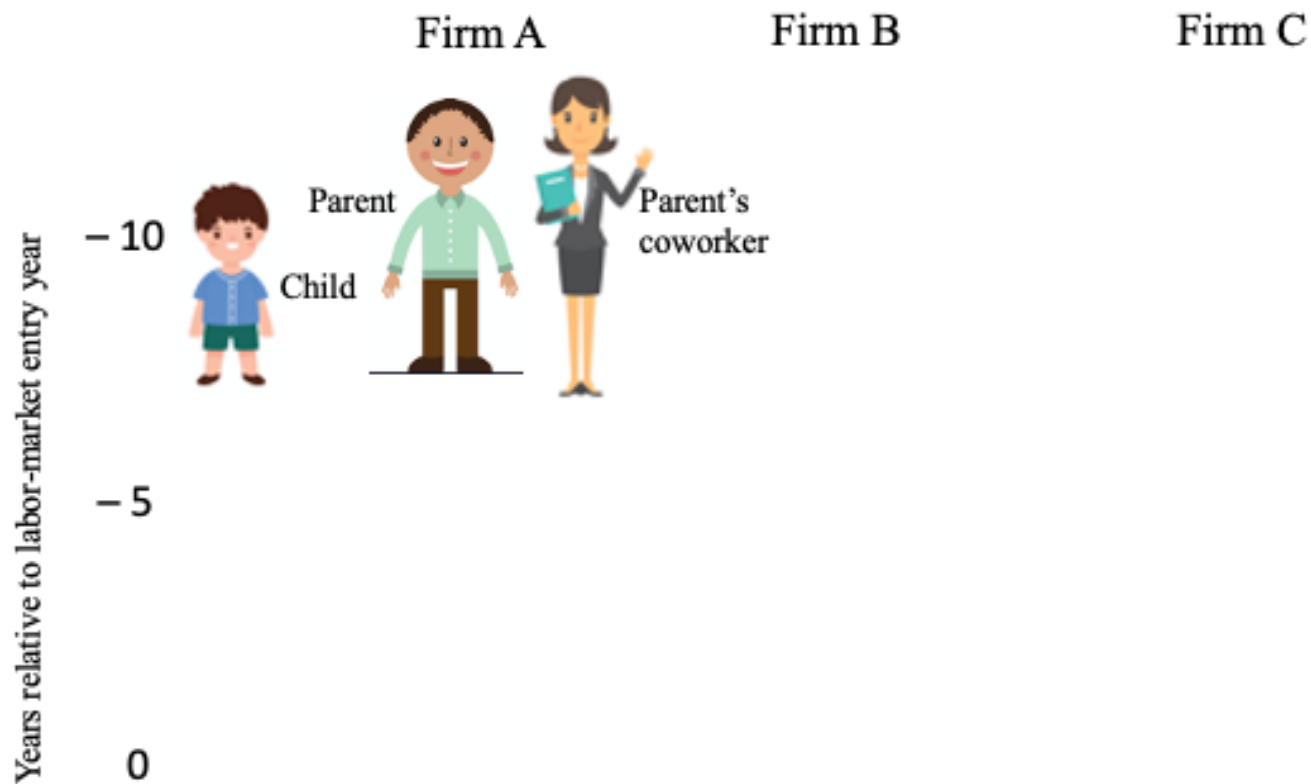 Firm A
Firm B
Firm C
Parent
Parent's
coworker
– 10
Child
– 5
0
Years relative to labor-market entry year